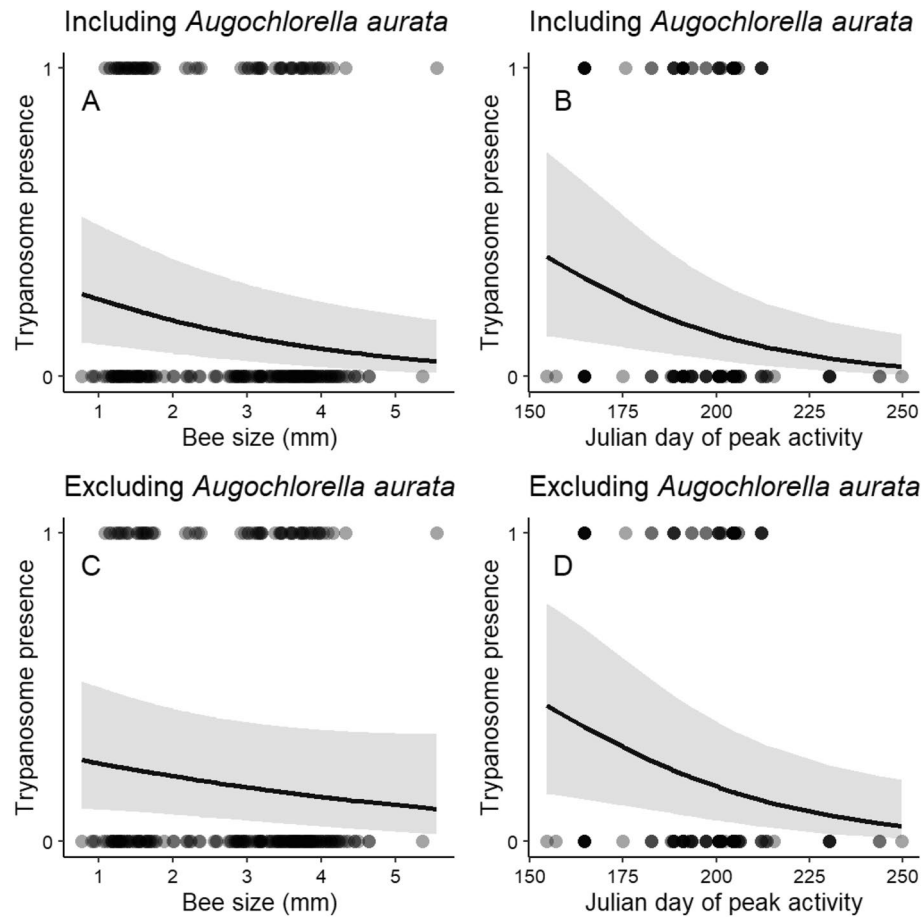 Including Augochlorella aurata
Including Augochlorella aurata
A
B
Trypanosome presence
Trypanosome presence
1
0
1
0
1 2 3 4 5
150 175 200 225 250
Bee size (mm)
Julian day of peak activity
Excluding Augochlorella aurata
Excluding Augochlorella aurata
C
D
Trypanosome presence
Trypanosome presence
1
0
1
0
1 2 3 4 5
150 175 200 225 250
Bee size (mm)
Julian day of peak activity